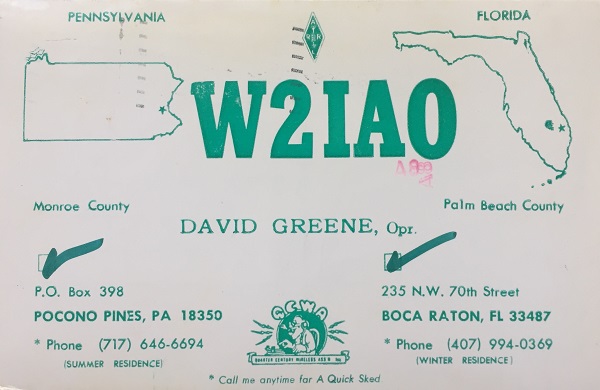 PENNSYLVANIA
FLORIDA
W2IAO
Monroe County
Palm Beach County
DAVID GREENE, Opr.
P.O. Box 398
POCONO PINES, PA 18350
* Phone (717) 646-6694
(SUMMER RESIDENCE)
235 N.W. 70th Street
BOCA RATON, FL 33487
* Phone (407) 994-0369
(WINTER RESIDENCE)
QCWA
QUARTER CENTURY WIRELESS ASS'N INC.
* Call me anytime for A Quick Sked